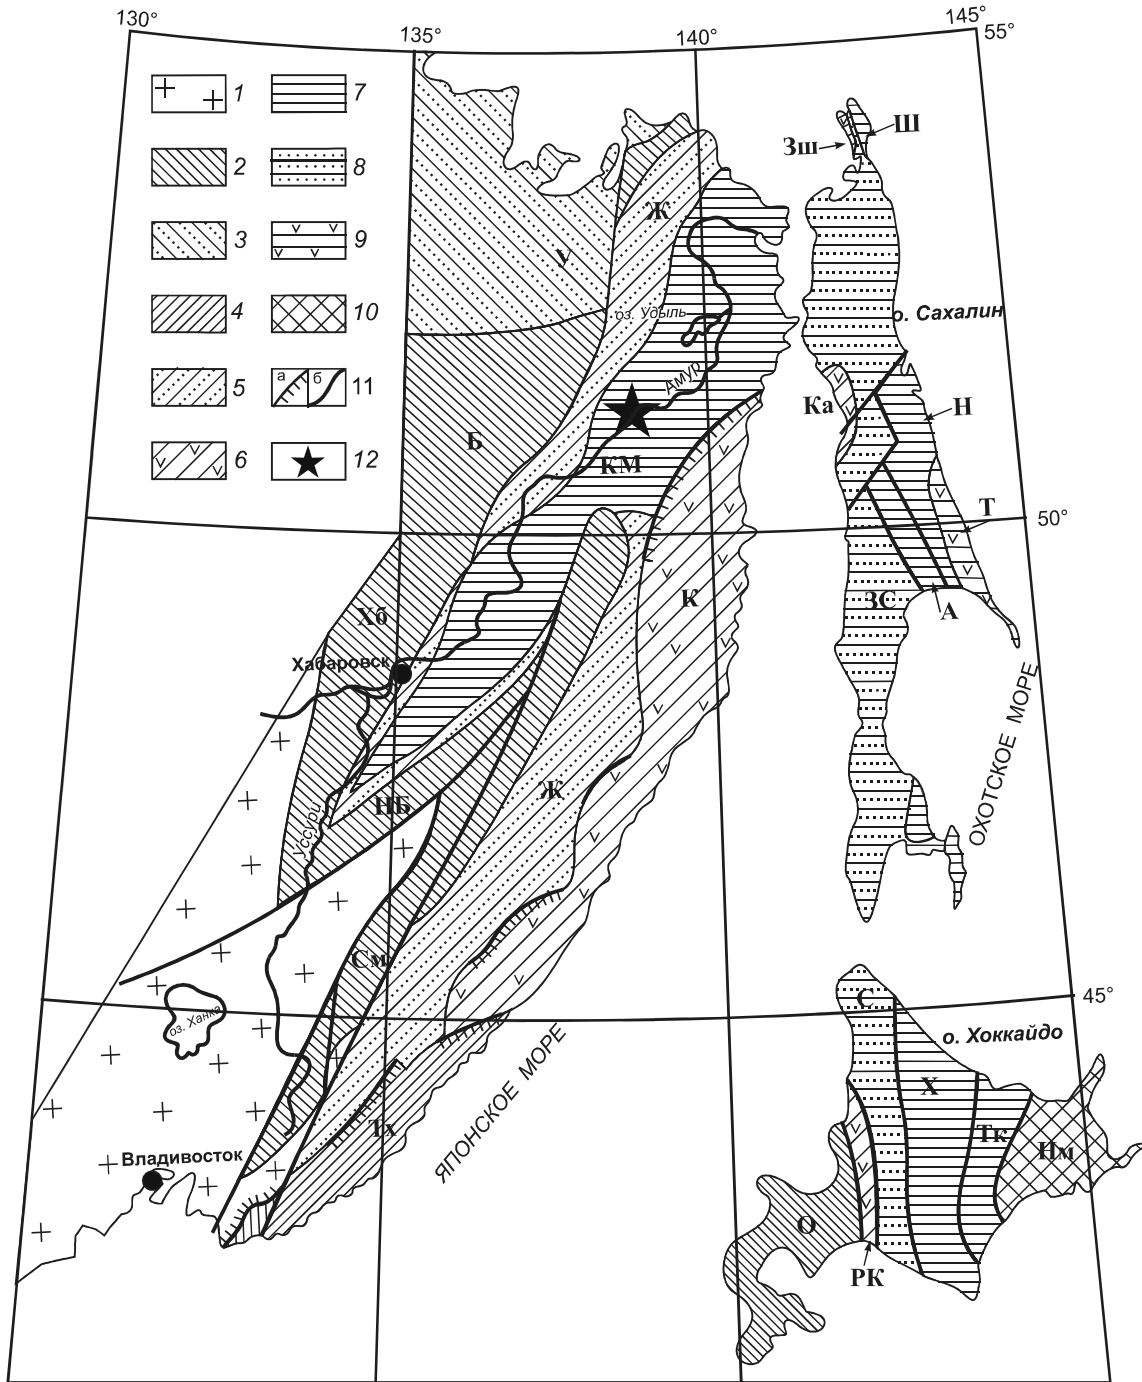 130°
135°
140°
145°
55°
1
7
2
8
3
9
4
10
5
а
б
11
6
12
Ш
Зш
Ж
У
оз. Удыль
о. Сахалин
Амур
Ка
Н
Б
КМ
Т
50°
К
ЗС
А
Хб
Хабаровск
ОХОТСКОЕ МОРЕ
Ж
НБ
Уссури
См
С
45°
оз. Ханка
о. Хоккайдо
Х
ЯПОНСКОЕ МОРЕ
Тх
Тк
Нм
Владивосток
О
РК